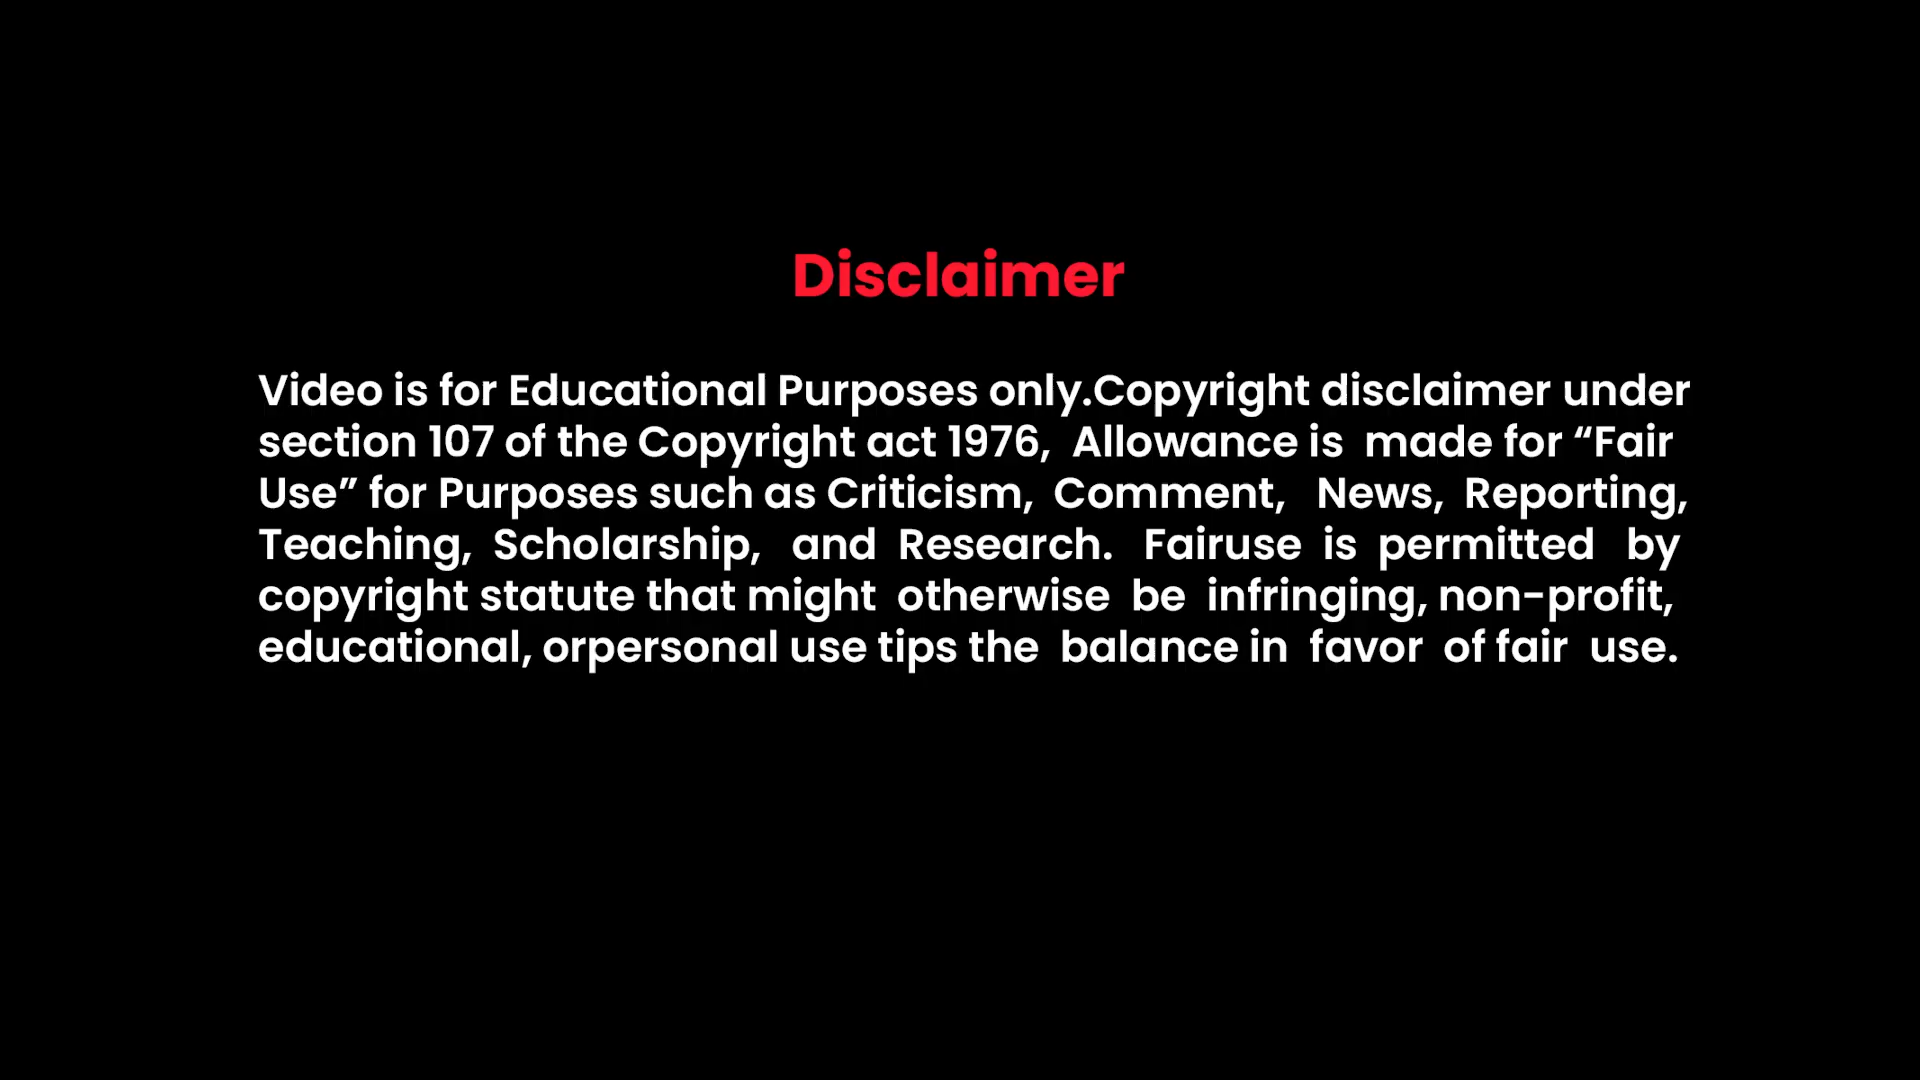 Disclaimer
Video is for Educational Purposes only.Copyright disclaimer under
section 107 of the Copyright act 1976, Allowance is made for “Fair
Use” for Purposes such as Criticism, Comment, News, Reporting,
Teaching, Scholarship, and Research. Fairuse is permitted by
copyright statute that might otherwise be infringing, non-profit,
educational, orpersonal use tips the balance in favor of fair use.